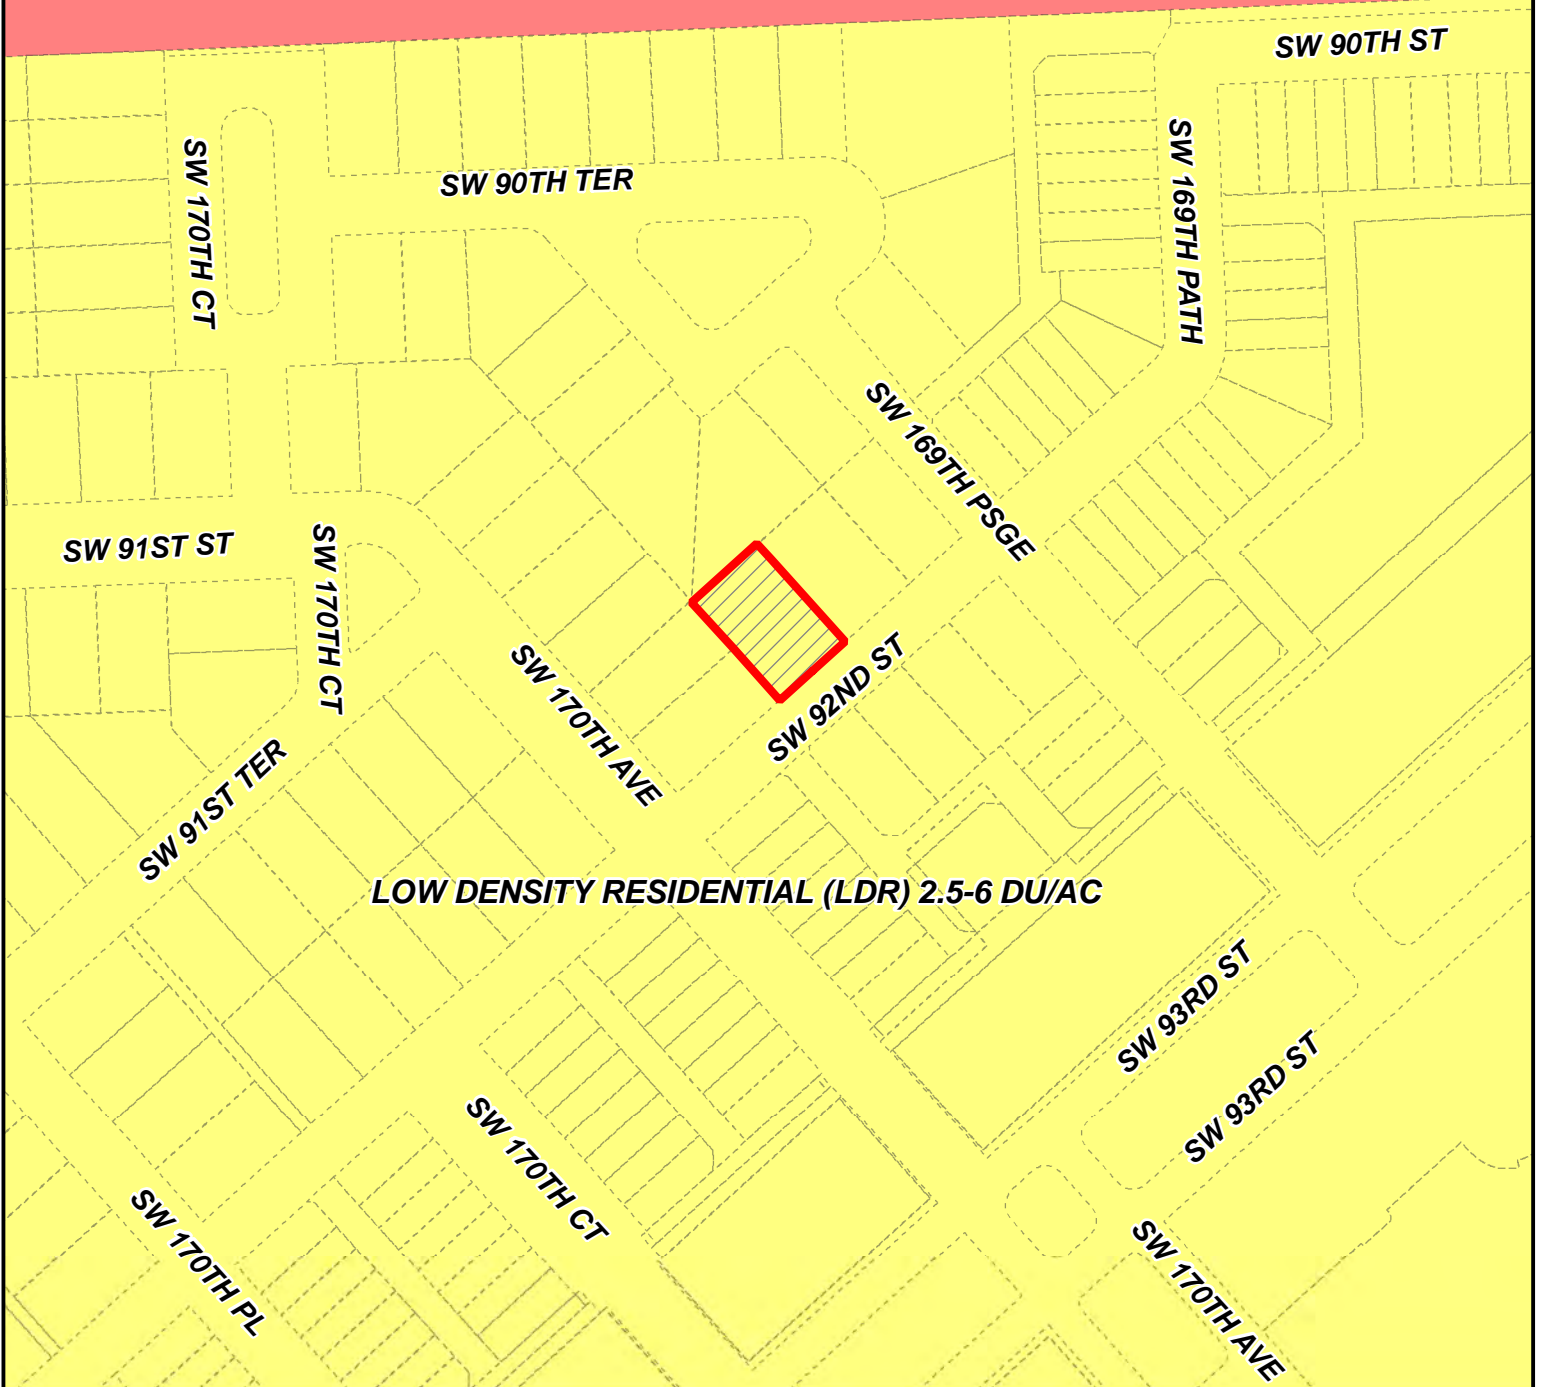 SW 90TH ST
SW 170TH CT
SW 90TH TER
SW 169TH PATH
SW 169TH PSGE
SW 91ST ST
SW 170TH CT
SW 170TH AVE
SW 92ND ST
SW 91ST TER
LOW DENSITY RESIDENTIAL (LDR) 2.5-6 DU/AC
SW 93RD ST
SW 93RD ST
SW 170TH CT
SW 170TH PL
SW 170TH AVE